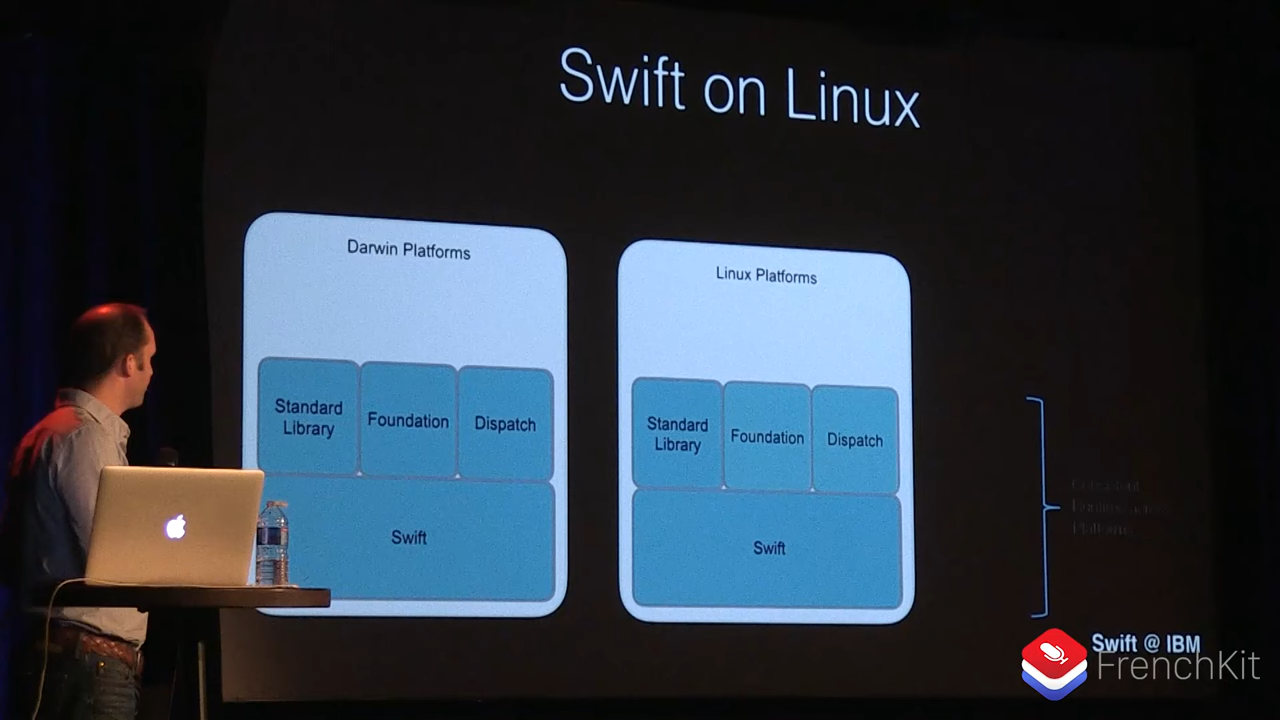 Swift on Linux
Darwin Platforms
Standard
Library
Foundation
Dispatch
Swift
Linux Platforms
Standard
Library
Foundation
Dispatch
Swift
Swift @ IBM
FrenchKit